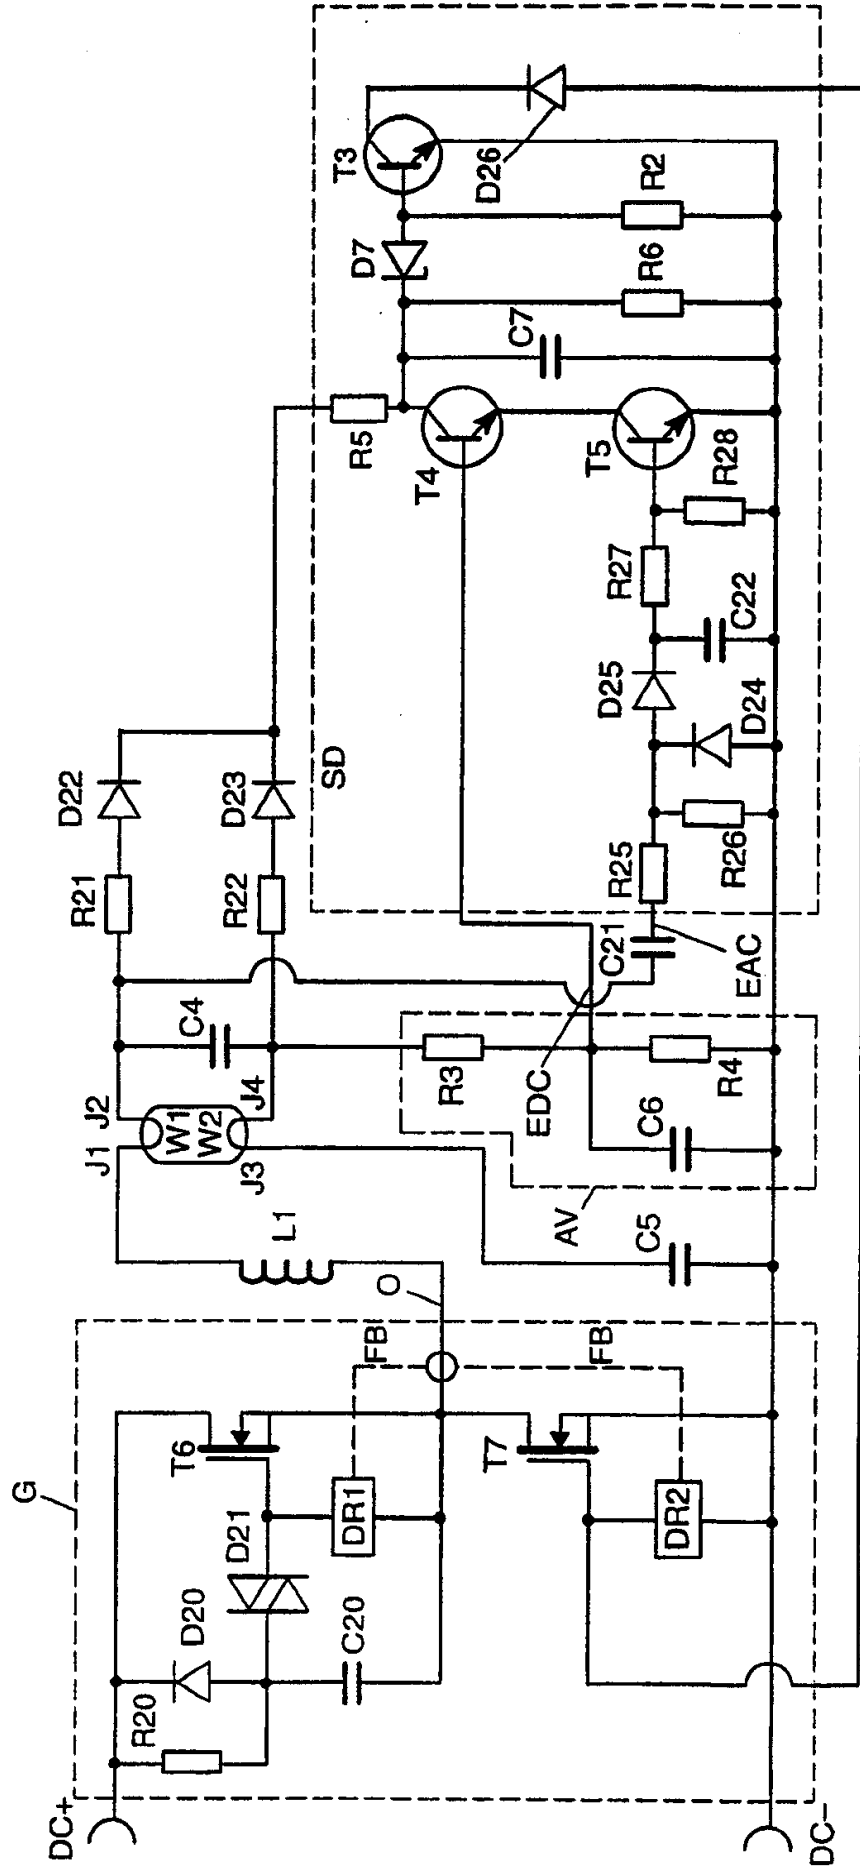 G
DC+
R20
D20
D21
C20
T6
DR1
FB
O
T7
DR2
FB
DC-
L1
J1
J2
W1
W2
J3
J4
C4
C5
AV
C6
EDC
R3
R4
C21
EAC
R21
D22
R22
D23
SD
R25
R26
D24
D25
C22
R27
R28
T5
T4
R5
C7
R6
D7
R2
T3
D26